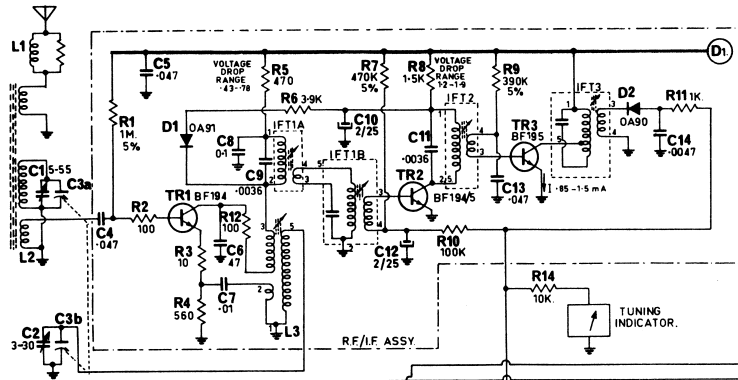 L1
C5
.047
VOLTAGE
DROP
RANGE
.43-.78
R5
470
R7
470K
5%
R8
1.5K
VOLTAGE
DROP
RANGE
1.2-1.9
R9
390K
5%
D1.
IFT3
D2
OA90
R11 1K.
C14
.0047
R1
1M.
5%
D1
OA91
R6 3.9K
C10
2/25
C8
0.1
IFT1A
C9
.0036
C11
.0036
IFT2
TR3
BF195
I
.85-1.5mA
C13
.047
IFT1B
TR2
BF194/5
C1
5-55
C3a
L2
C4
.047
R2
100
TR1 BF194
R12
100
R3
10
C6
.47
C7
.01
R4
560
L3
C12
2/25
R10
100K
C2
3-30
C3b
R.F./I.F. ASSY.
R14
10K.
TUNING
INDICATOR.